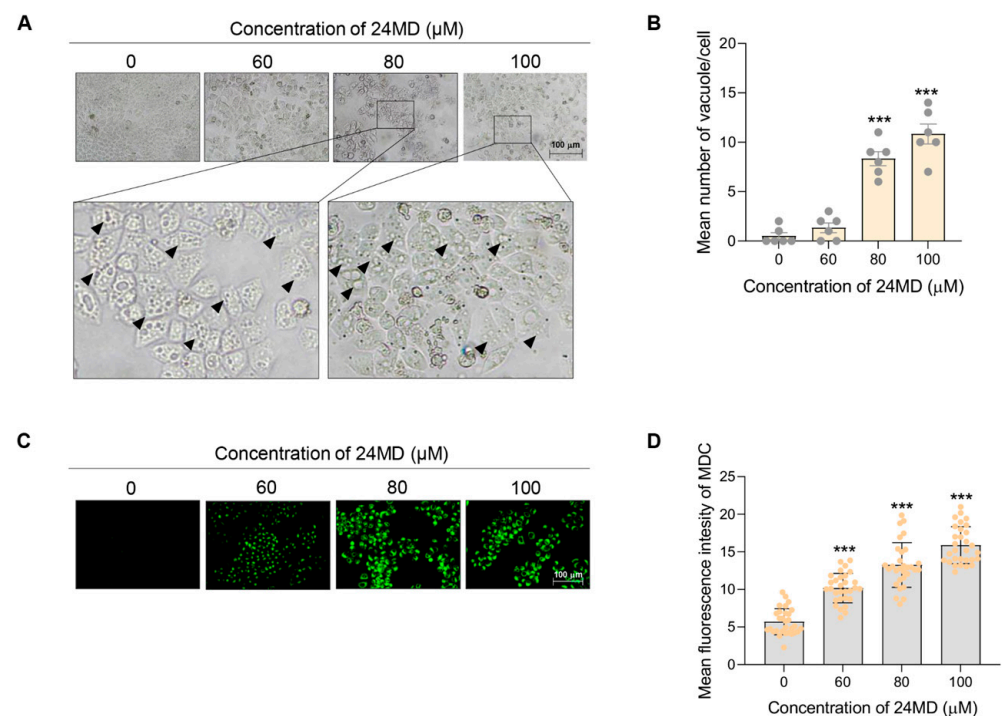 A
Concentration of 24MD (µM)
0 60 80 100
100 µm
B
Mean number of vacuole/cell
20
15
10
5
0
*** ***
0 60 80 100
Concentration of 24MD (µM)
C
Concentration of 24MD (µM)
0 60 80 100
100 µm
D
Mean fluorescence intesity of MDC
25
20
15
10
5
0
*** *** ***
0 60 80 100
Concentration of 24MD (µM)